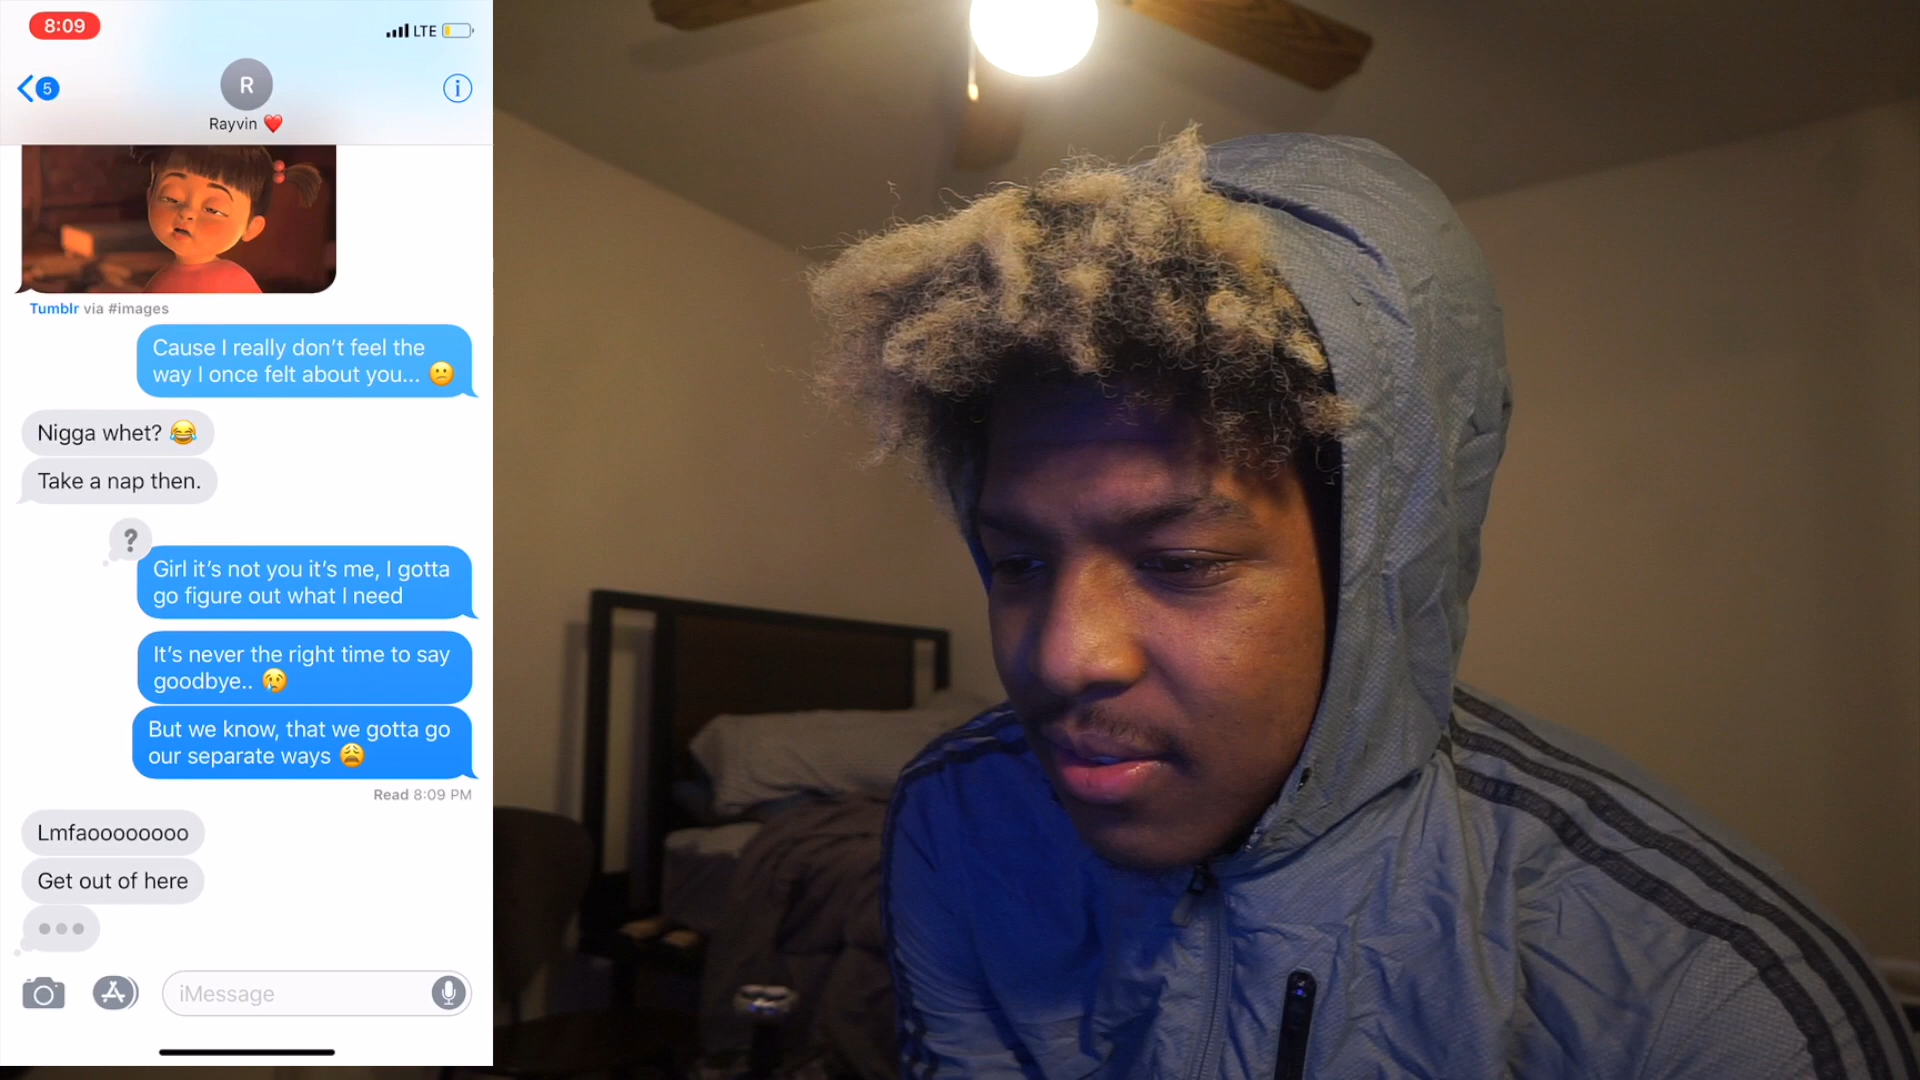 8:09
LTE
5
R
Rayvin ❤️
Tumblr via #images
Cause I really don’t feel the
way I once felt about you... 😕
Nigga whet? 😂
Take a nap then.
?
Girl it’s not you it’s me, I gotta
go figure out what I need
It’s never the right time to say
goodbye.. 😢
But we know, that we gotta go
our separate ways 😩
Read 8:09 PM
Lmfaoooooooo
Get out of here
iMessage